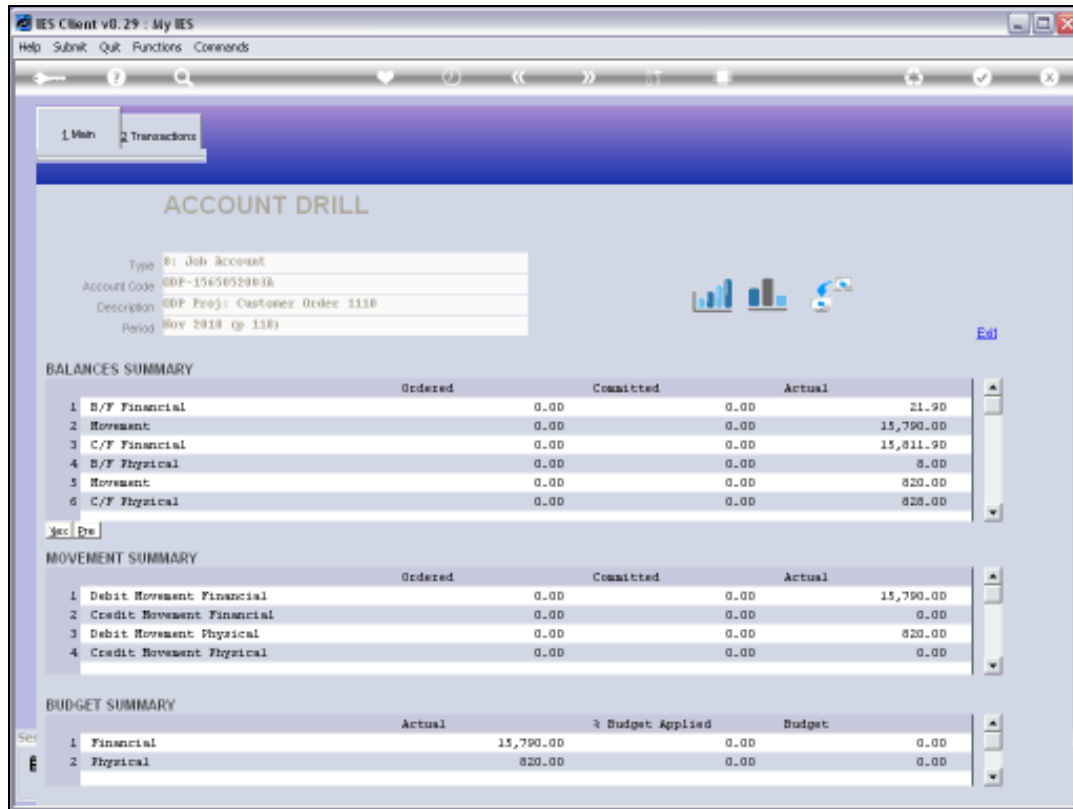 IES Client v8.29 : My IES
Help Submit Quit Functions Commands
1 Main 2 Transactions
ACCOUNT DRILL
Type 8: Job Account
Account Code GDP-1565052003A
Description GDP Proj: Customer Order 1110
Period Nov 2010 (p 118)
Exit
BALANCES SUMMARY
Ordered Committed Actual
1 B/F Financial 0.00 0.00 21.90
2 Movement 0.00 0.00 15,790.00
3 C/F Financial 0.00 0.00 15,811.90
4 B/F Physical 0.00 0.00 8.00
5 Movement 0.00 0.00 820.00
6 C/F Physical 0.00 0.00 828.00
Nex Pre
MOVEMENT SUMMARY
Ordered Committed Actual
1 Debit Movement Financial 0.00 0.00 15,790.00
2 Credit Movement Financial 0.00 0.00 0.00
3 Debit Movement Physical 0.00 0.00 820.00
4 Credit Movement Physical 0.00 0.00 0.00
BUDGET SUMMARY
Actual % Budget Applied Budget
1 Financial 15,790.00 0.00 0.00
2 Physical 820.00 0.00 0.00